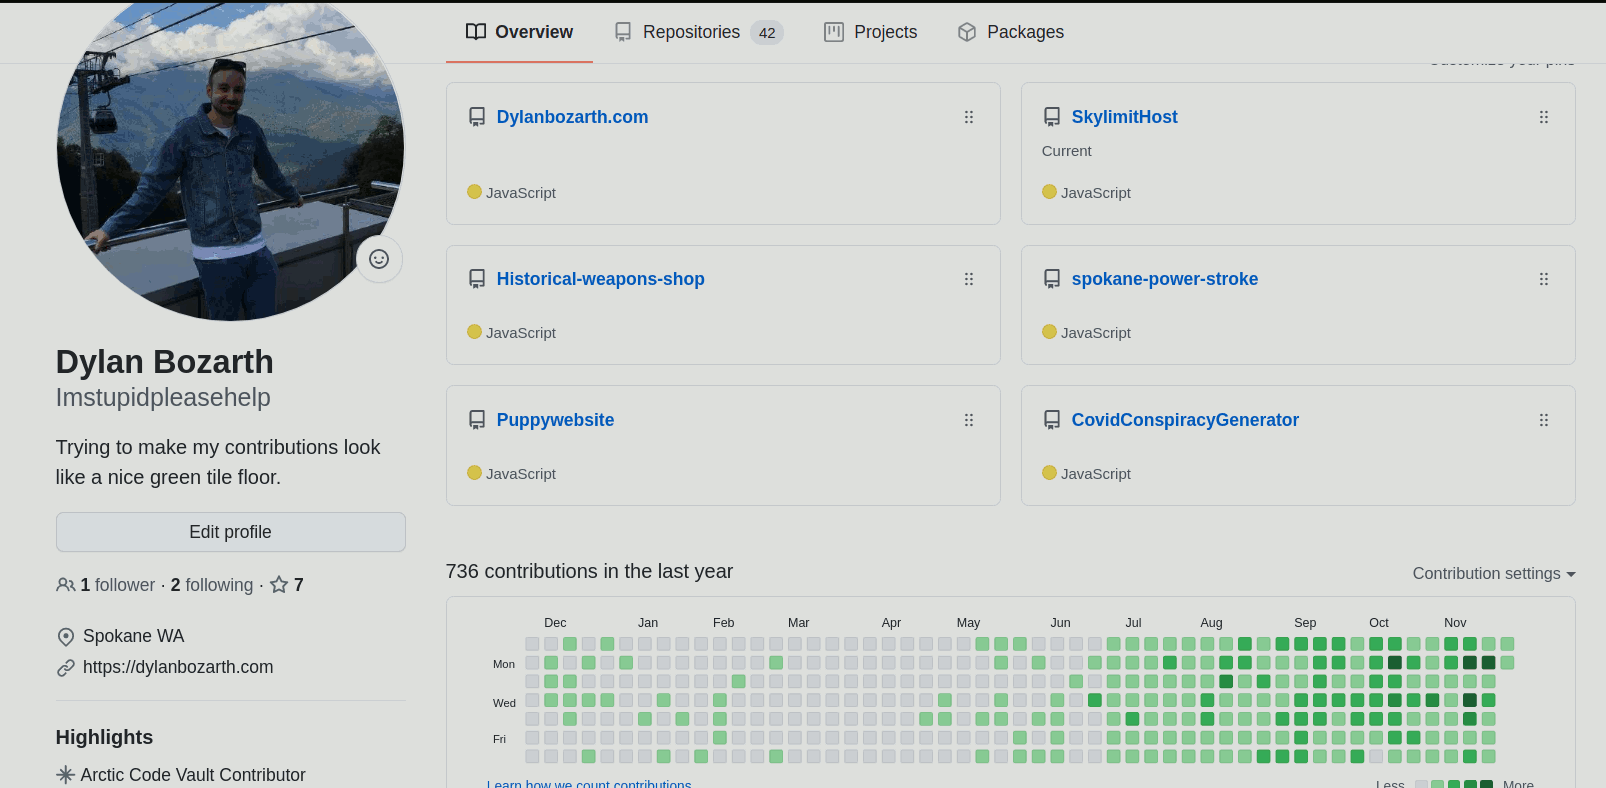 Overview
Repositories 42
Projects
Packages
Customize your pins
Dylanbozarth.com
JavaScript
SkylimitHost
Current
JavaScript
Historical-weapons-shop
JavaScript
spokane-power-stroke
JavaScript
Puppywebsite
JavaScript
CovidConspiracyGenerator
JavaScript
Dylan Bozarth
Imstupidpleasehelp
Trying to make my contributions look
like a nice green tile floor.
Edit profile
1 follower · 2 following · 7
Spokane WA
https://dylanbozarth.com
Highlights
Arctic Code Vault Contributor
736 contributions in the last year
Contribution settings
Dec Jan Feb Mar Apr May Jun Jul Aug Sep Oct Nov
Mon
Wed
Fri
Learn how we count contributions
Less More